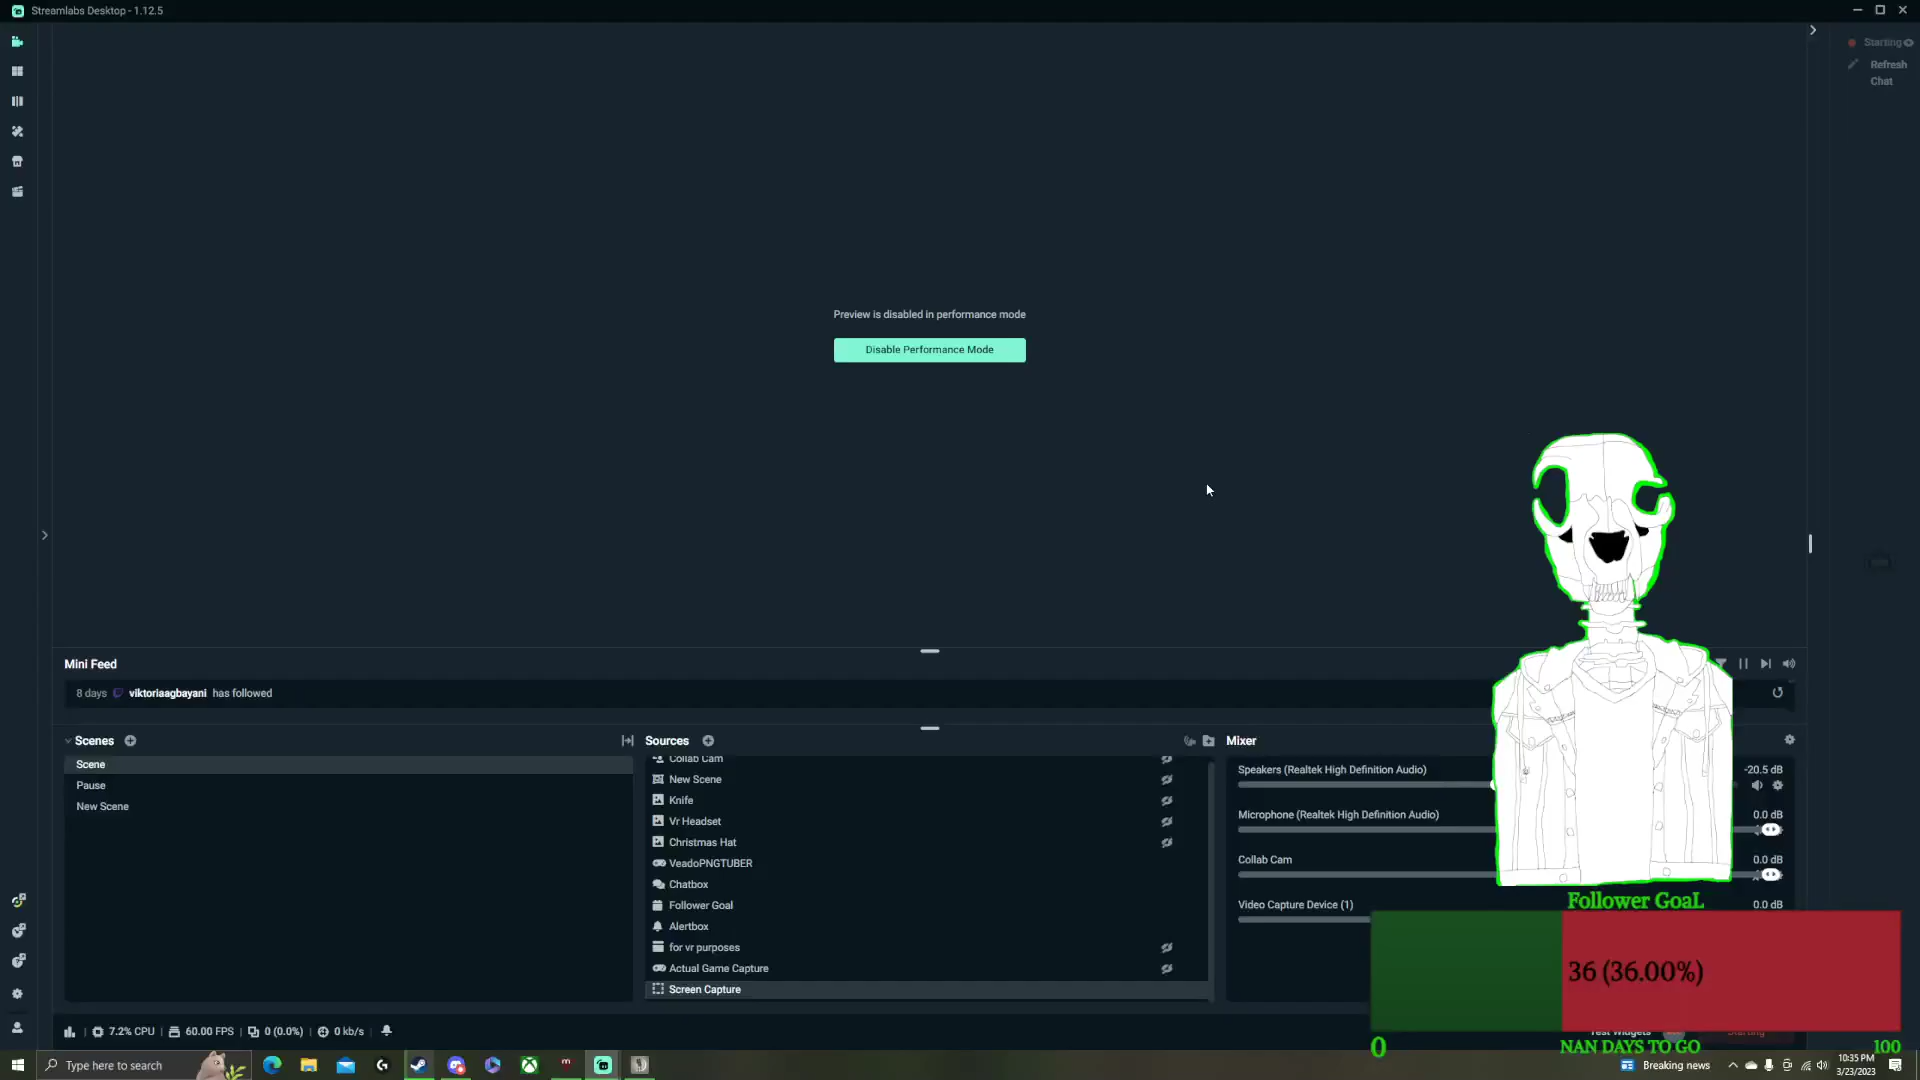 Streamlabs Desktop - 1.12.5
Starting
Refresh
Chat
Preview is disabled in performance mode
Disable Performance Mode
Mini Feed
8 days viktoriaagbayani has followed
Scenes
Scene
Pause
New Scene
Sources
Collab Cam
New Scene
Knife
Vr Headset
Christmas Hat
VeadoPNGTUBER
Chatbox
Follower Goal
Alertbox
for vr purposes
Actual Game Capture
Screen Capture
Mixer
Speakers (Realtek High Definition Audio) -20.5 dB
Microphone (Realtek High Definition Audio) 0.0 dB
Collab Cam 0.0 dB
Video Capture Device (1) 0.0 dB
Follower GoaL
36 (36.00%)
Test Widgets
Starting
0 NAN DAYS TO GO 100
7.2% CPU 60.00 FPS 0 (0.0%) 0 kb/s
Type here to search
Breaking news
10:35 PM
3/23/2023